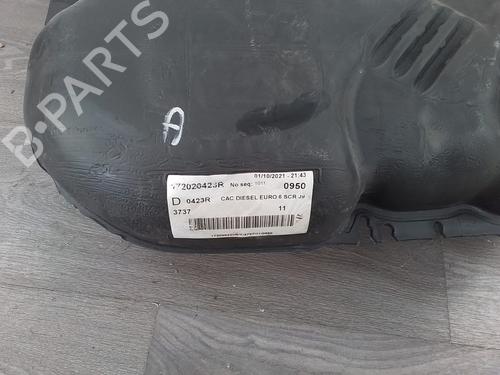 B-PARTS
A
01/10/2021 - 21:43
172020423R No seq: 1011 0950
D 0423R CAC DIESEL EURO 6 SCR
3737 11